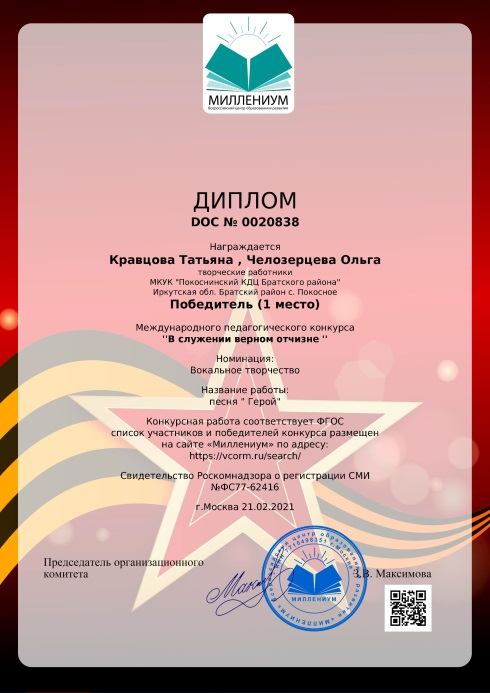 МИЛЛЕНИУМ
Всероссийский центр образования и развития
ДИПЛОМ
DOC № 0020838
Награждается
Кравцова Татьяна , Челозерцева Ольга
творческие работники
МКУК "Покоснинский КДЦ Братского района"
Иркутская обл. Братский район с. Покосное
Победитель (1 место)
Международного педагогического конкурса
''В служении верном отчизне ''
Номинация:
Вокальное творчество
Название работы:
песня " Герой"
Конкурсная работа соответствует ФГОС
список участников и победителей конкурса размещен
на сайте «Миллениум» по адресу:
https://vcorm.ru/search/
Свидетельство Роскомнадзора о регистрации СМИ
№ФС77-62416
г.Москва 21.02.2021
Председатель организационного
комитета
З.В. Максимова
МИЛЛЕНИУМ